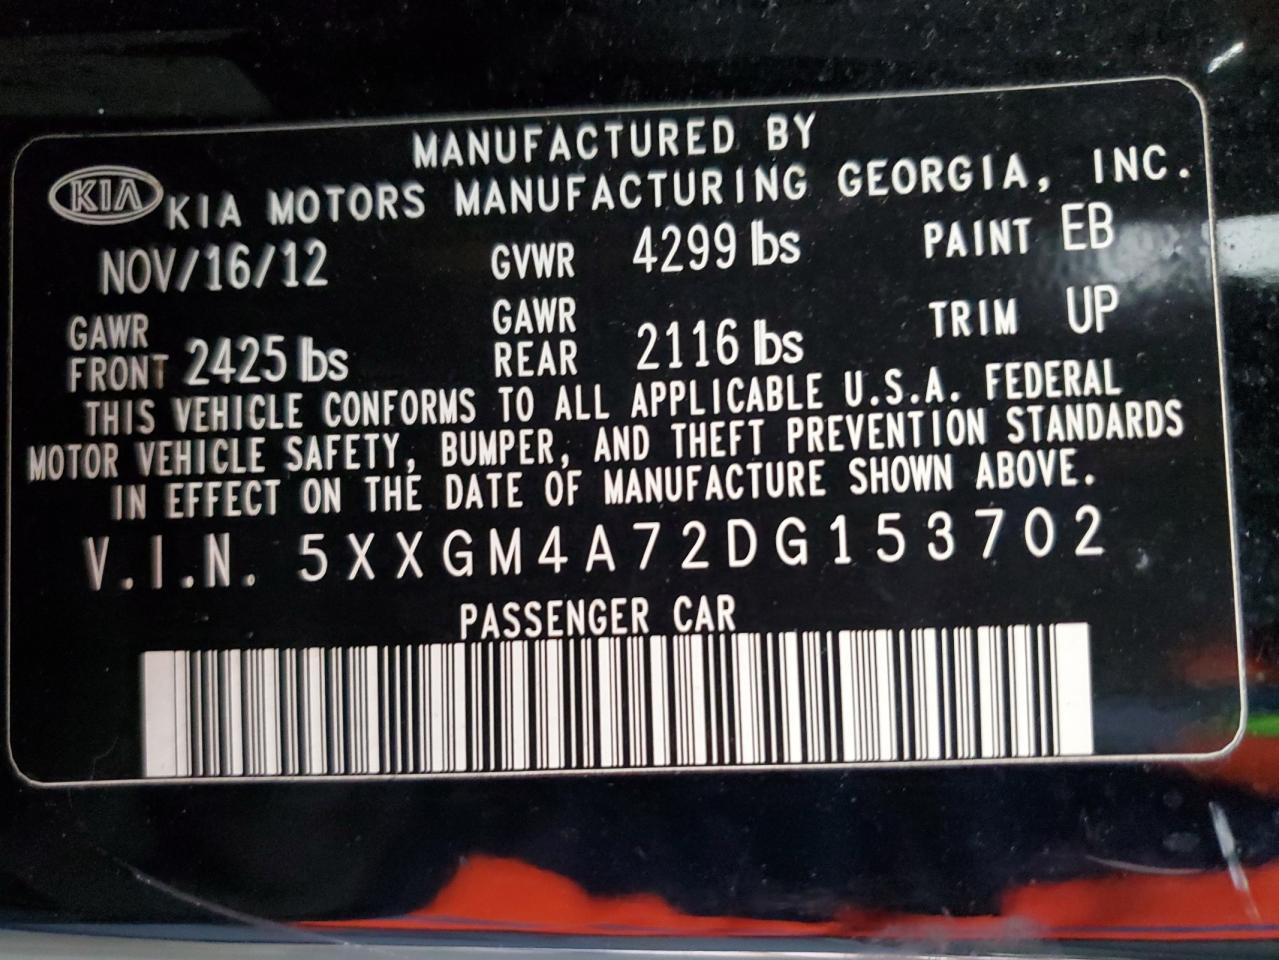 MANUFACTURED BY
KIA KIA MOTORS MANUFACTURING GEORGIA, INC.
NOV/16/12 GVWR 4299 lbs PAINT EB
GAWR FRONT 2425 lbs GAWR REAR 2116 lbs TRIM UP
THIS VEHICLE CONFORMS TO ALL APPLICABLE U.S.A. FEDERAL
MOTOR VEHICLE SAFETY, BUMPER, AND THEFT PREVENTION STANDARDS
IN EFFECT ON THE DATE OF MANUFACTURE SHOWN ABOVE.
V.I.N. 5XXGM4A72DG153702
PASSENGER CAR